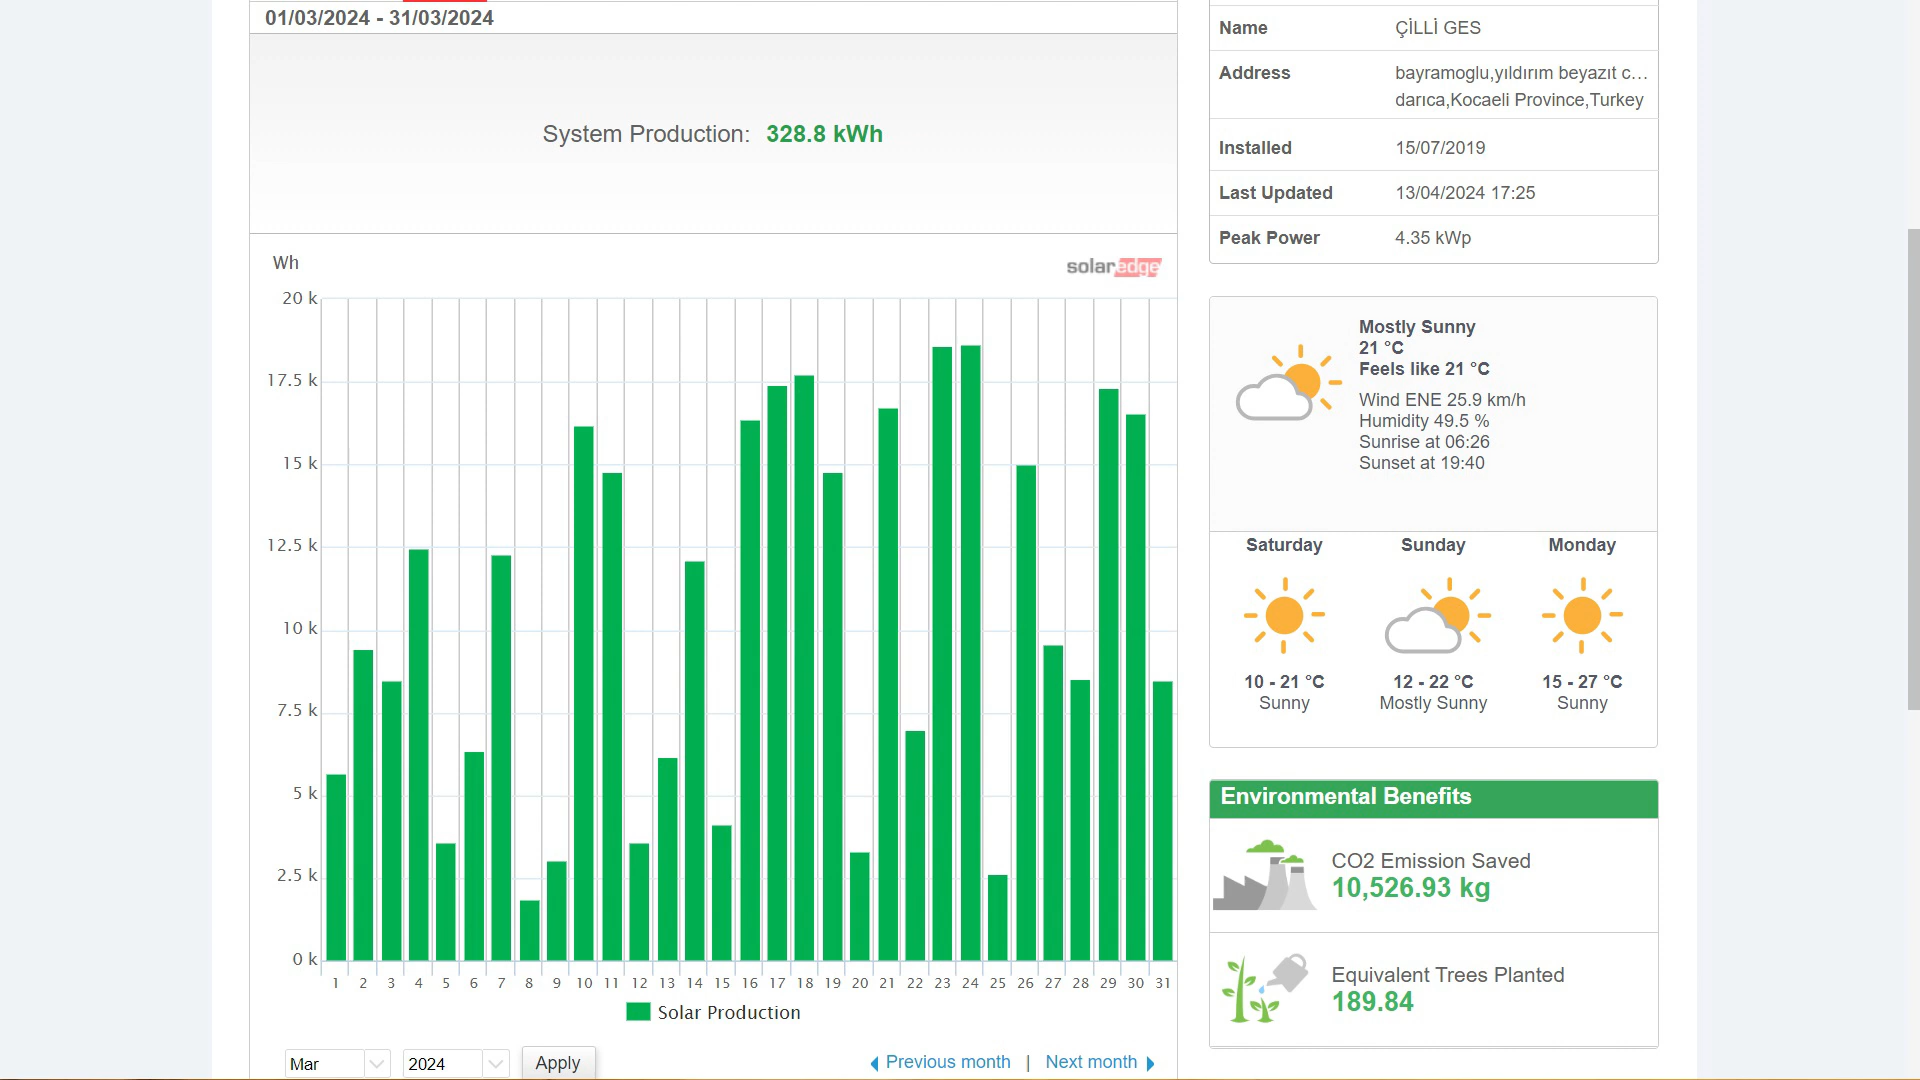 01/03/2024 - 31/03/2024
System Production: 328.8 kWh
Wh
solaredge
20 k
17.5 k
15 k
12.5 k
10 k
7.5 k
5 k
2.5 k
0 k
1 2 3 4 5 6 7 8 9 10 11 12 13 14 15 16 17 18 19 20 21 22 23 24 25 26 27 28 29 30 31
Solar Production
Mar 2024 Apply Previous month | Next month
Name ÇİLLİ GES
Address bayramoglu,yıldırım beyazıt c...
darıca,Kocaeli Province,Turkey
Installed 15/07/2019
Last Updated 13/04/2024 17:25
Peak Power 4.35 kWp
Mostly Sunny
21 °C
Feels like 21 °C
Wind ENE 25.9 km/h
Humidity 49.5 %
Sunrise at 06:26
Sunset at 19:40
Saturday Sunday Monday
10 - 21 °C 12 - 22 °C 15 - 27 °C
Sunny Mostly Sunny Sunny
Environmental Benefits
CO2 Emission Saved
10,526.93 kg
Equivalent Trees Planted
189.84